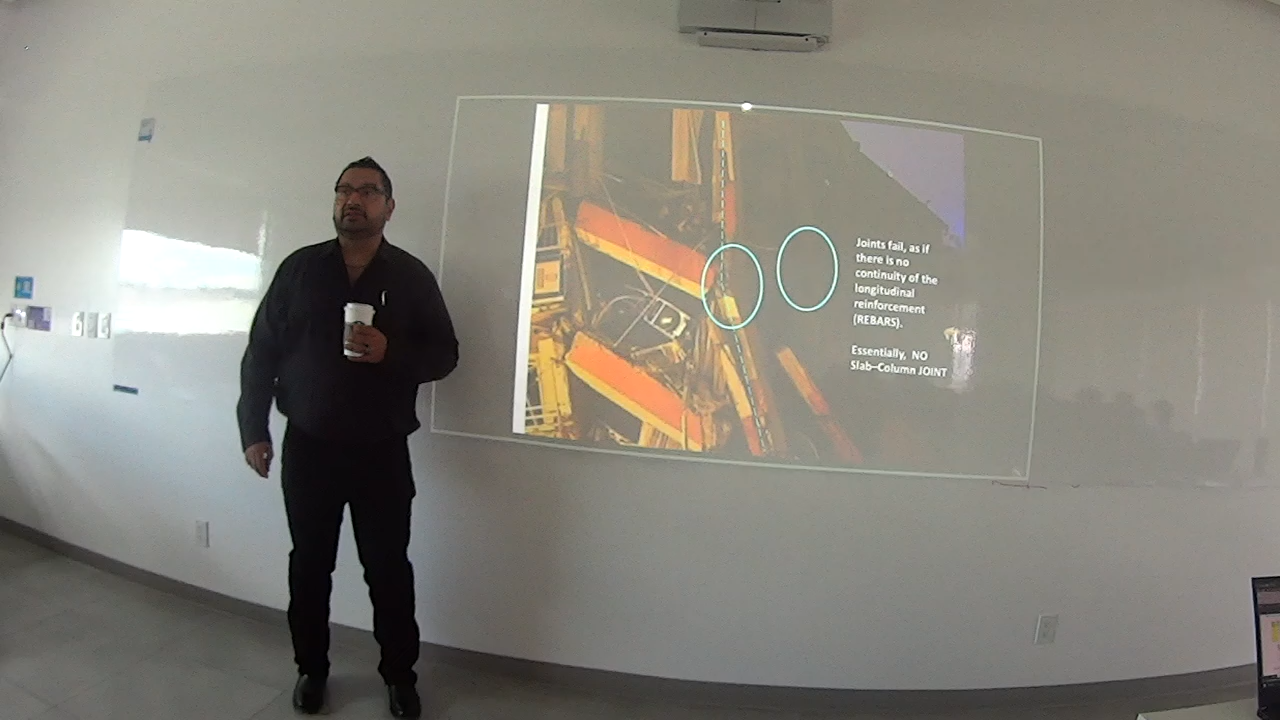 Joints fail, as if
there is no
continuity of the
longitudinal
reinforcement
(REBARS).
Essentially, NO
Slab–Column JOINT